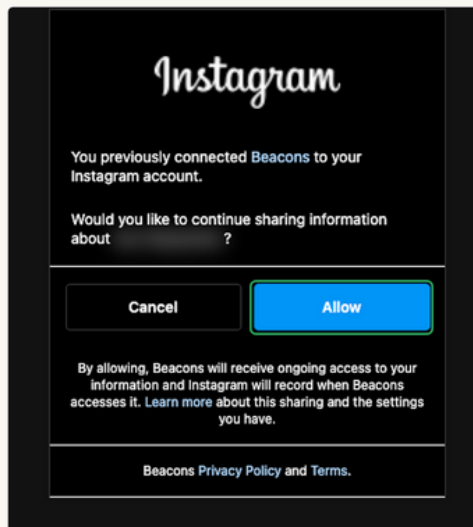 Instagram
You previously connected Beacons to your
Instagram account.
Would you like to continue sharing information
about ?
Cancel
Allow
By allowing, Beacons will receive ongoing access to your
information and Instagram will record when Beacons
accesses it. Learn more about this sharing and the settings
you have.
Beacons Privacy Policy and Terms.